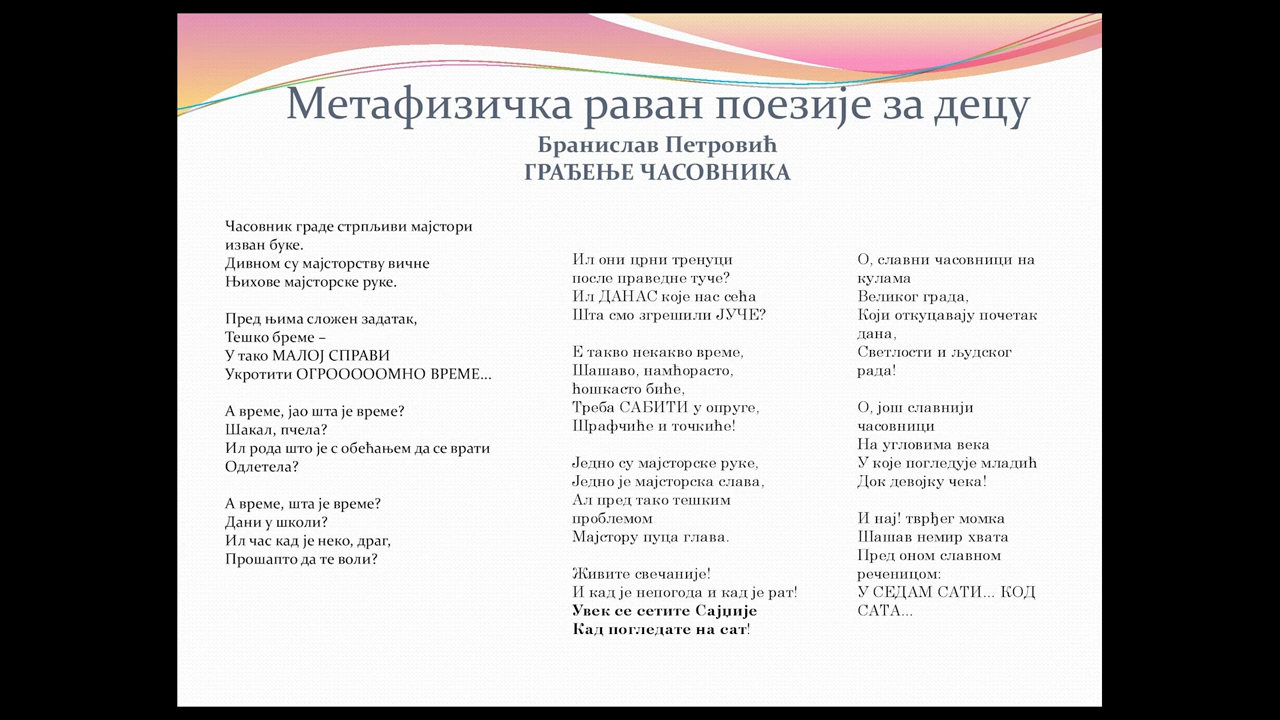 Метафизичка раван поезије за децу
Бранислав Петровић
ГРАЂЕЊЕ ЧАСОВНИКА
Часовник граде стрпљиви мајстори
изван буке.
Дивном су мајсторству вичне
Њихове мајсторске руке.
Пред њима сложен задатак,
Тешко бреме –
У тако МАЛОЈ СПРАВИ
Укротити ОГРОООООМНО ВРЕМЕ...
А време, јао шта је време?
Шакал, пчела?
Ил рода што је с обећањем да се врати
Одлетела?
А време, шта је време?
Дани у школи?
Ил час кад је неко, драг,
Прошапто да те воли?
Ил они црни тренуци
после праведне туче?
Ил ДАНАС које нас сећа
Шта смо згрешили ЈУЧЕ?
Е такво некакво време,
Шашаво, намћорасто,
ћошкасто биће,
Треба САБИТИ у опруге,
Шрафчиће и точкиће!
Једно су мајсторске руке,
Једно је мајсторска слава,
Ал пред тако тешким
проблемом
Мајстору пуца глава.
Живите свечаније!
И кад је непогода и кад је рат!
Увек се сетите Сајџије
Кад погледате на сат!
О, славни часовници на
кулама
Великог града,
Који откуцавају почетак
дана,
Светлости и људског
рада!
О, још славнији
часовници
На угловима века
У које погледује младић
Док девојку чека!
И нај! тврђег момка
Шашав немир хвата
Пред оном славном
реченицом:
У СЕДАМ САТИ... КОД
САТА...